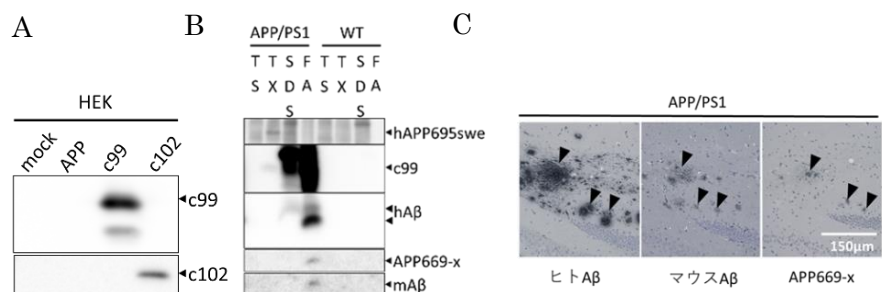 A
HEK
mock APP c99 c102
c99
c102
B
APP/PS1 WT
T T S F T T S F
S X D A S X D A
S S
hAPP695swe
c99
hAβ
APP669-x
mAβ
C
APP/PS1
150μm
ヒトAβ マウスAβ APP669-x